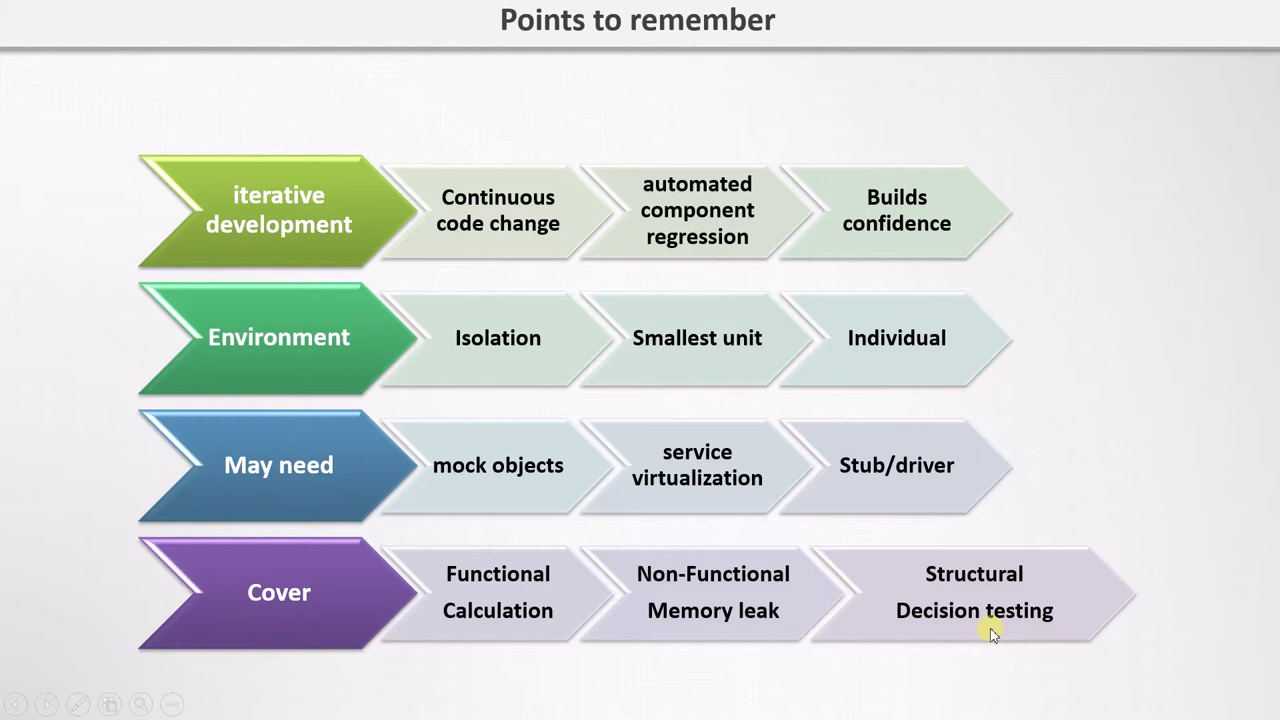 Points to remember
iterative
development
Continuous
code change
automated
component
regression
Builds
confidence
Environment
Isolation
Smallest unit
Individual
May need
mock objects
service
virtualization
Stub/driver
Cover
Functional
Calculation
Non-Functional
Memory leak
Structural
Decision testing